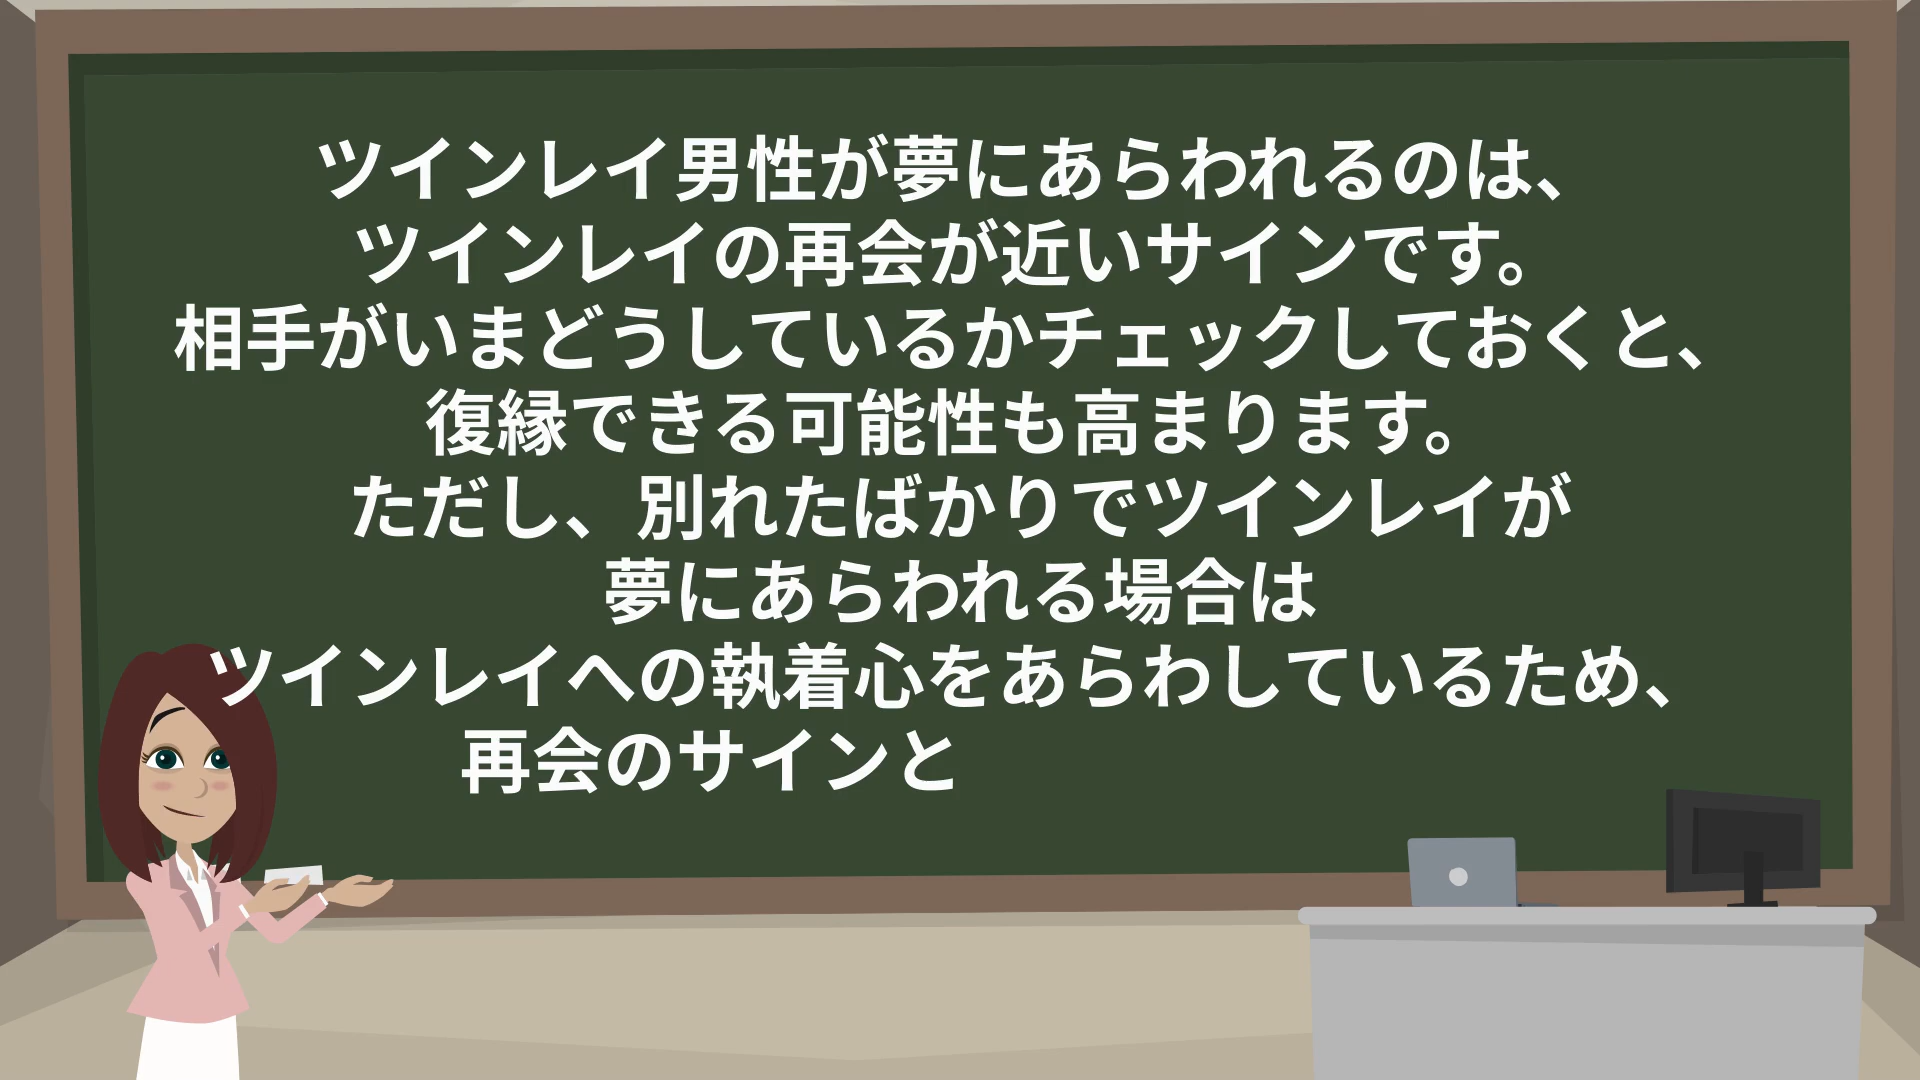 ツインレイ男性が夢にあらわれるのは、
ツインレイの再会が近いサインです。
相手がいまどうしているかチェックしておくと、
復縁できる可能性も高まります。
ただし、別れたばかりでツインレイが
夢にあらわれる場合は
ツインレイへの執着心をあらわしているため、
再会のサインと